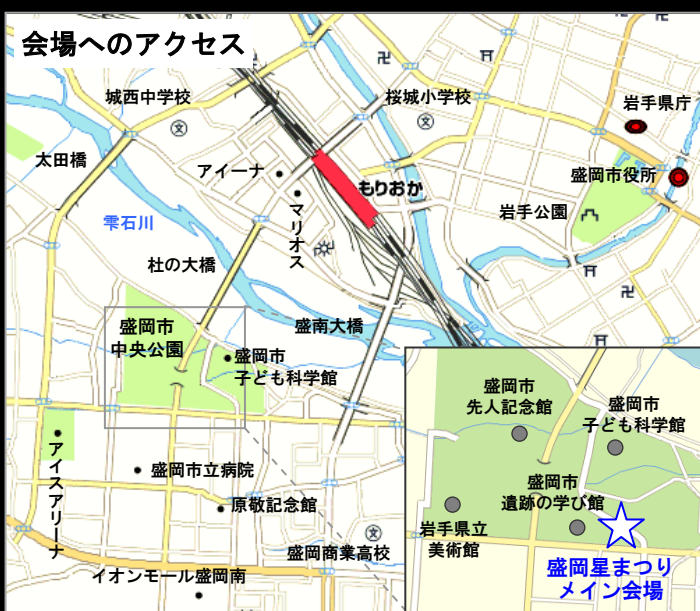 会場へのアクセス
城西中学校
桜城小学校
岩手県庁
太田橋
アイーナ
もりおか
盛岡市役所
マリオス
岩手公園
雫石川
杜の大橋
盛岡市
中央公園
盛南大橋
盛岡市
子ども科学館
盛岡市
先人記念館
盛岡市
子ども科学館
アイスアリーナ
盛岡市立病院
盛岡市
遺跡の学び館
原敬記念館
岩手県立
美術館
盛岡商業高校
盛岡星まつり
メイン会場
イオンモール盛岡南